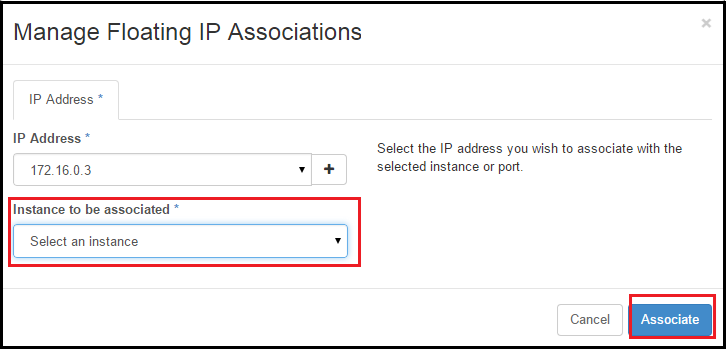 Manage Floating IP Associations
×
IP Address *
IP Address *
172.16.0.3
+
Select the IP address you wish to associate with the
selected instance or port.
Instance to be associated *
Select an instance
Cancel
Associate